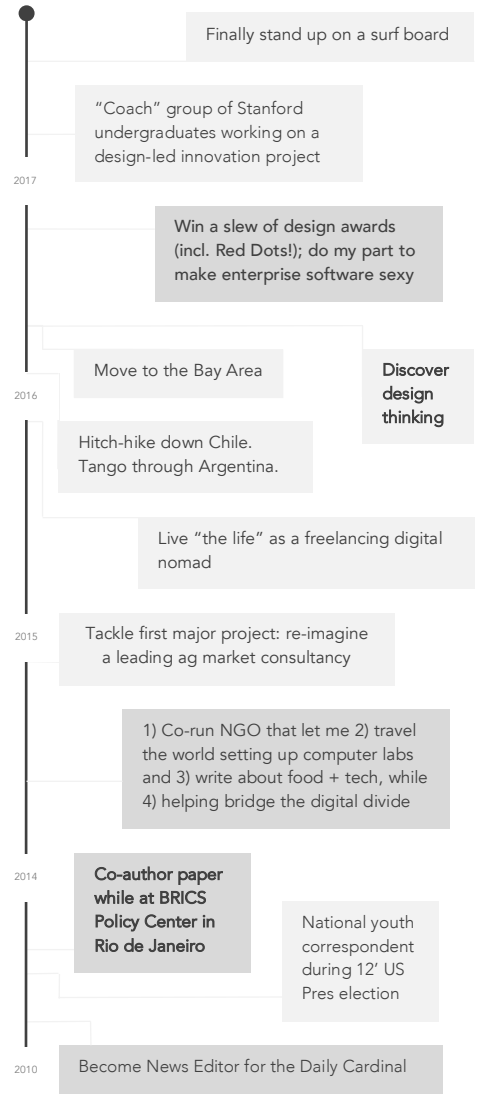 Finally stand up on a surf board
“Coach” group of Stanford
undergraduates working on a
design-led innovation project
2017
Win a slew of design awards
(incl. Red Dots!); do my part to
make enterprise software sexy
Move to the Bay Area
Discover
design
thinking
2016
Hitch-hike down Chile.
Tango through Argentina.
Live “the life” as a freelancing digital
nomad
2015
Tackle first major project: re-imagine
a leading ag market consultancy
1) Co-run NGO that let me 2) travel
the world setting up computer labs
and 3) write about food + tech, while
4) helping bridge the digital divide
2014
Co-author paper
while at BRICS
Policy Center in
Rio de Janeiro
National youth
correspondent
during 12’ US
Pres election
2010
Become News Editor for the Daily Cardinal